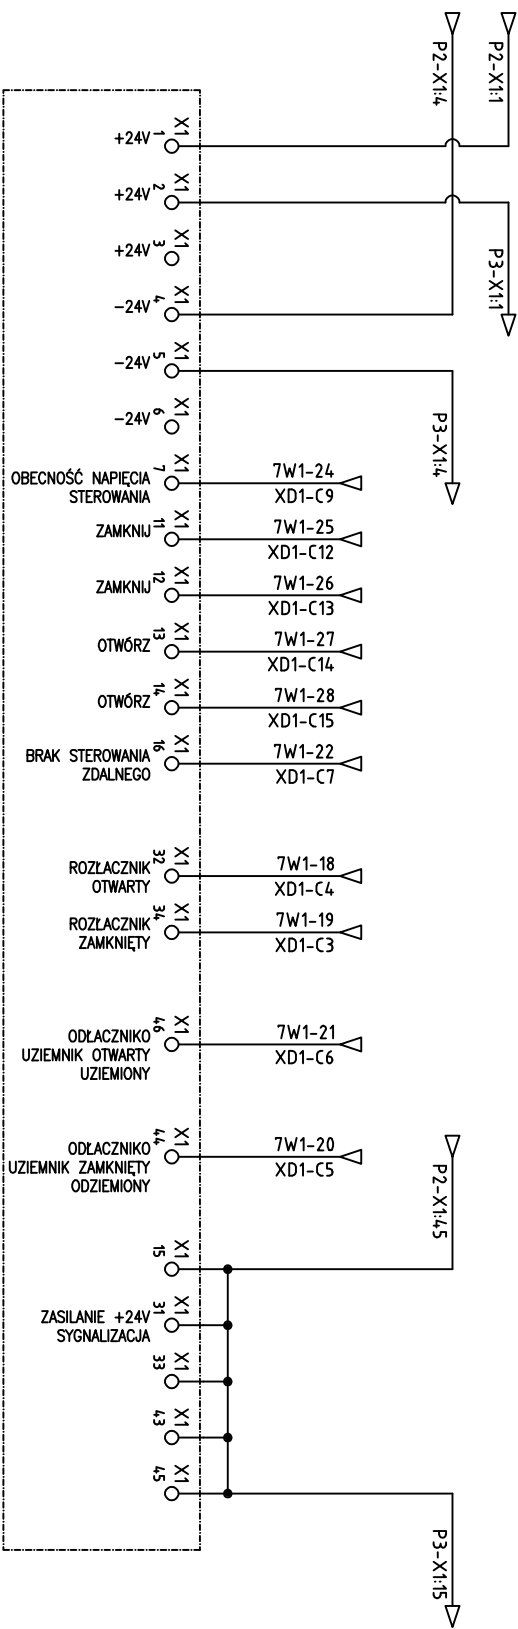 P2-X1:4
P2-X1:1
X1
1
+24V
X1
2
+24V
P3-X1:1
X1
3
+24V
X1
4
-24V
X1
5
-24V
P3-X1:4
X1
6
-24V
X1
7
OBECNOŚĆ NAPIĘCIA
STEROWANIA
7W1-24
XD1-C9
X1
11
ZAMKNIJ
7W1-25
XD1-C12
X1
12
ZAMKNIJ
7W1-26
XD1-C13
X1
13
OTWÓRZ
7W1-27
XD1-C14
X1
14
OTWÓRZ
7W1-28
XD1-C15
X1
16
BRAK STEROWANIA
ZDALNEGO
7W1-22
XD1-C7
X1
32
ROZŁACZNIK
OTWARTY
7W1-18
XD1-C4
X1
34
ROZŁACZNIK
ZAMKNIĘTY
7W1-19
XD1-C3
X1
46
ODŁACZNIKO
UZIEMNIK OTWARTY
UZIEMIONY
7W1-21
XD1-C6
X1
44
ODŁACZNIKO
UZIEMNIK ZAMKNIĘTY
ODZIEMIONY
7W1-20
XD1-C5
P2-X1:45
X1
15
X1
31
ZASILANIE +24V
SYGNALIZACJA
X1
33
X1
43
X1
45
P3-X1:15